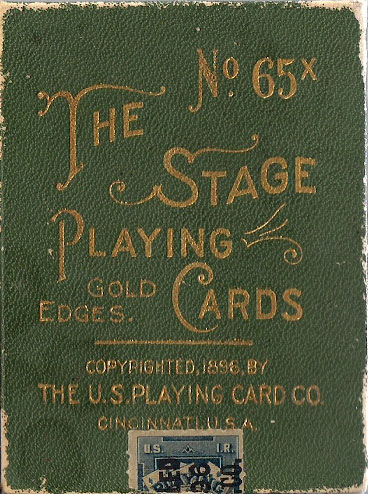 No 65X
THE
STAGE
PLAYING
GOLD
EDGES.
CARDS
COPYRIGHTED, 1896, BY
THE U.S. PLAYING CARD CO.
CINCINNATI, U.S.A.
U.S. I.R.